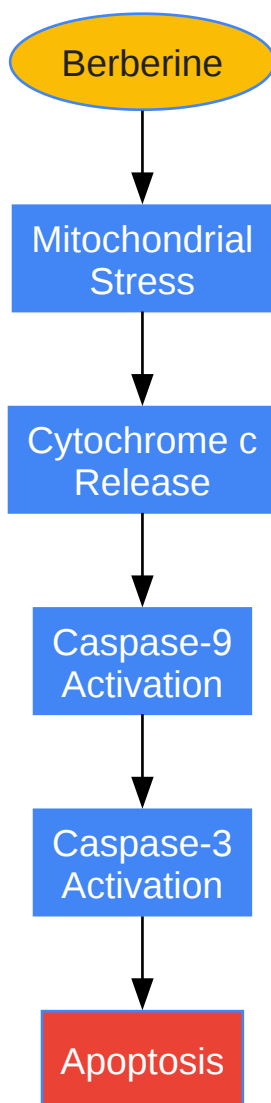 Berberine
Mitochondrial
Stress
Cytochrome c
Release
Caspase-9
Activation
Caspase-3
Activation
Apoptosis